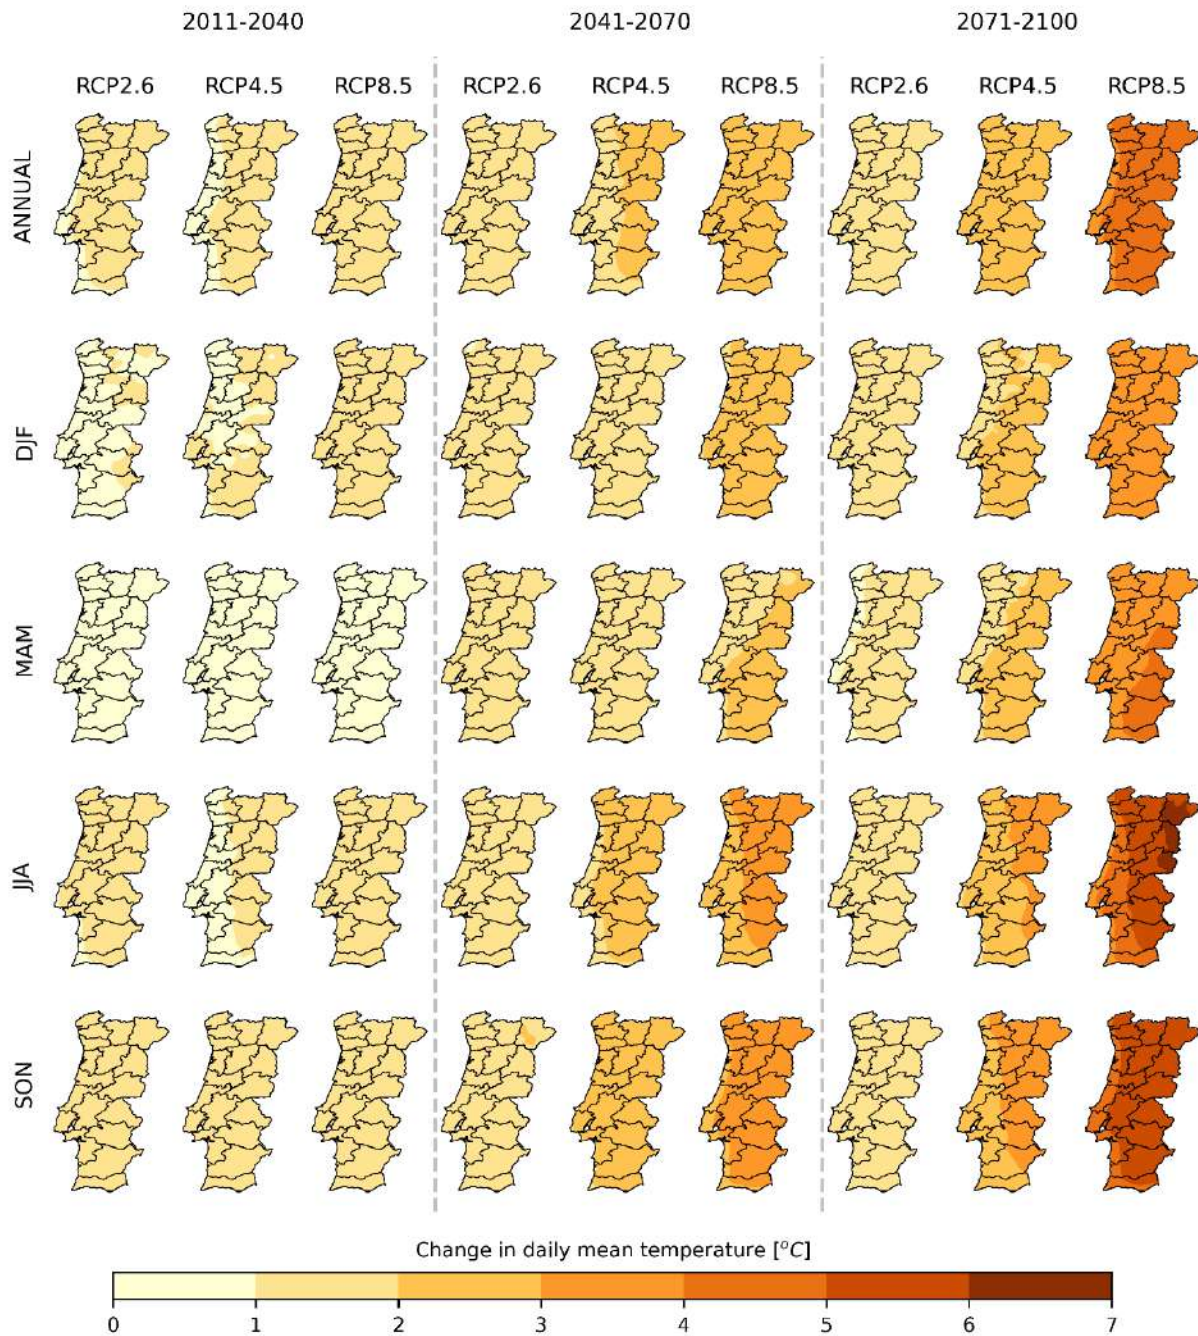 2011-2040 2041-2070 2071-2100
RCP2.6 RCP4.5 RCP8.5 RCP2.6 RCP4.5 RCP8.5 RCP2.6 RCP4.5 RCP8.5
ANNUAL
DJF
MAM
JJA
SON
Change in daily mean temperature [°C]
0 1 2 3 4 5 6 7